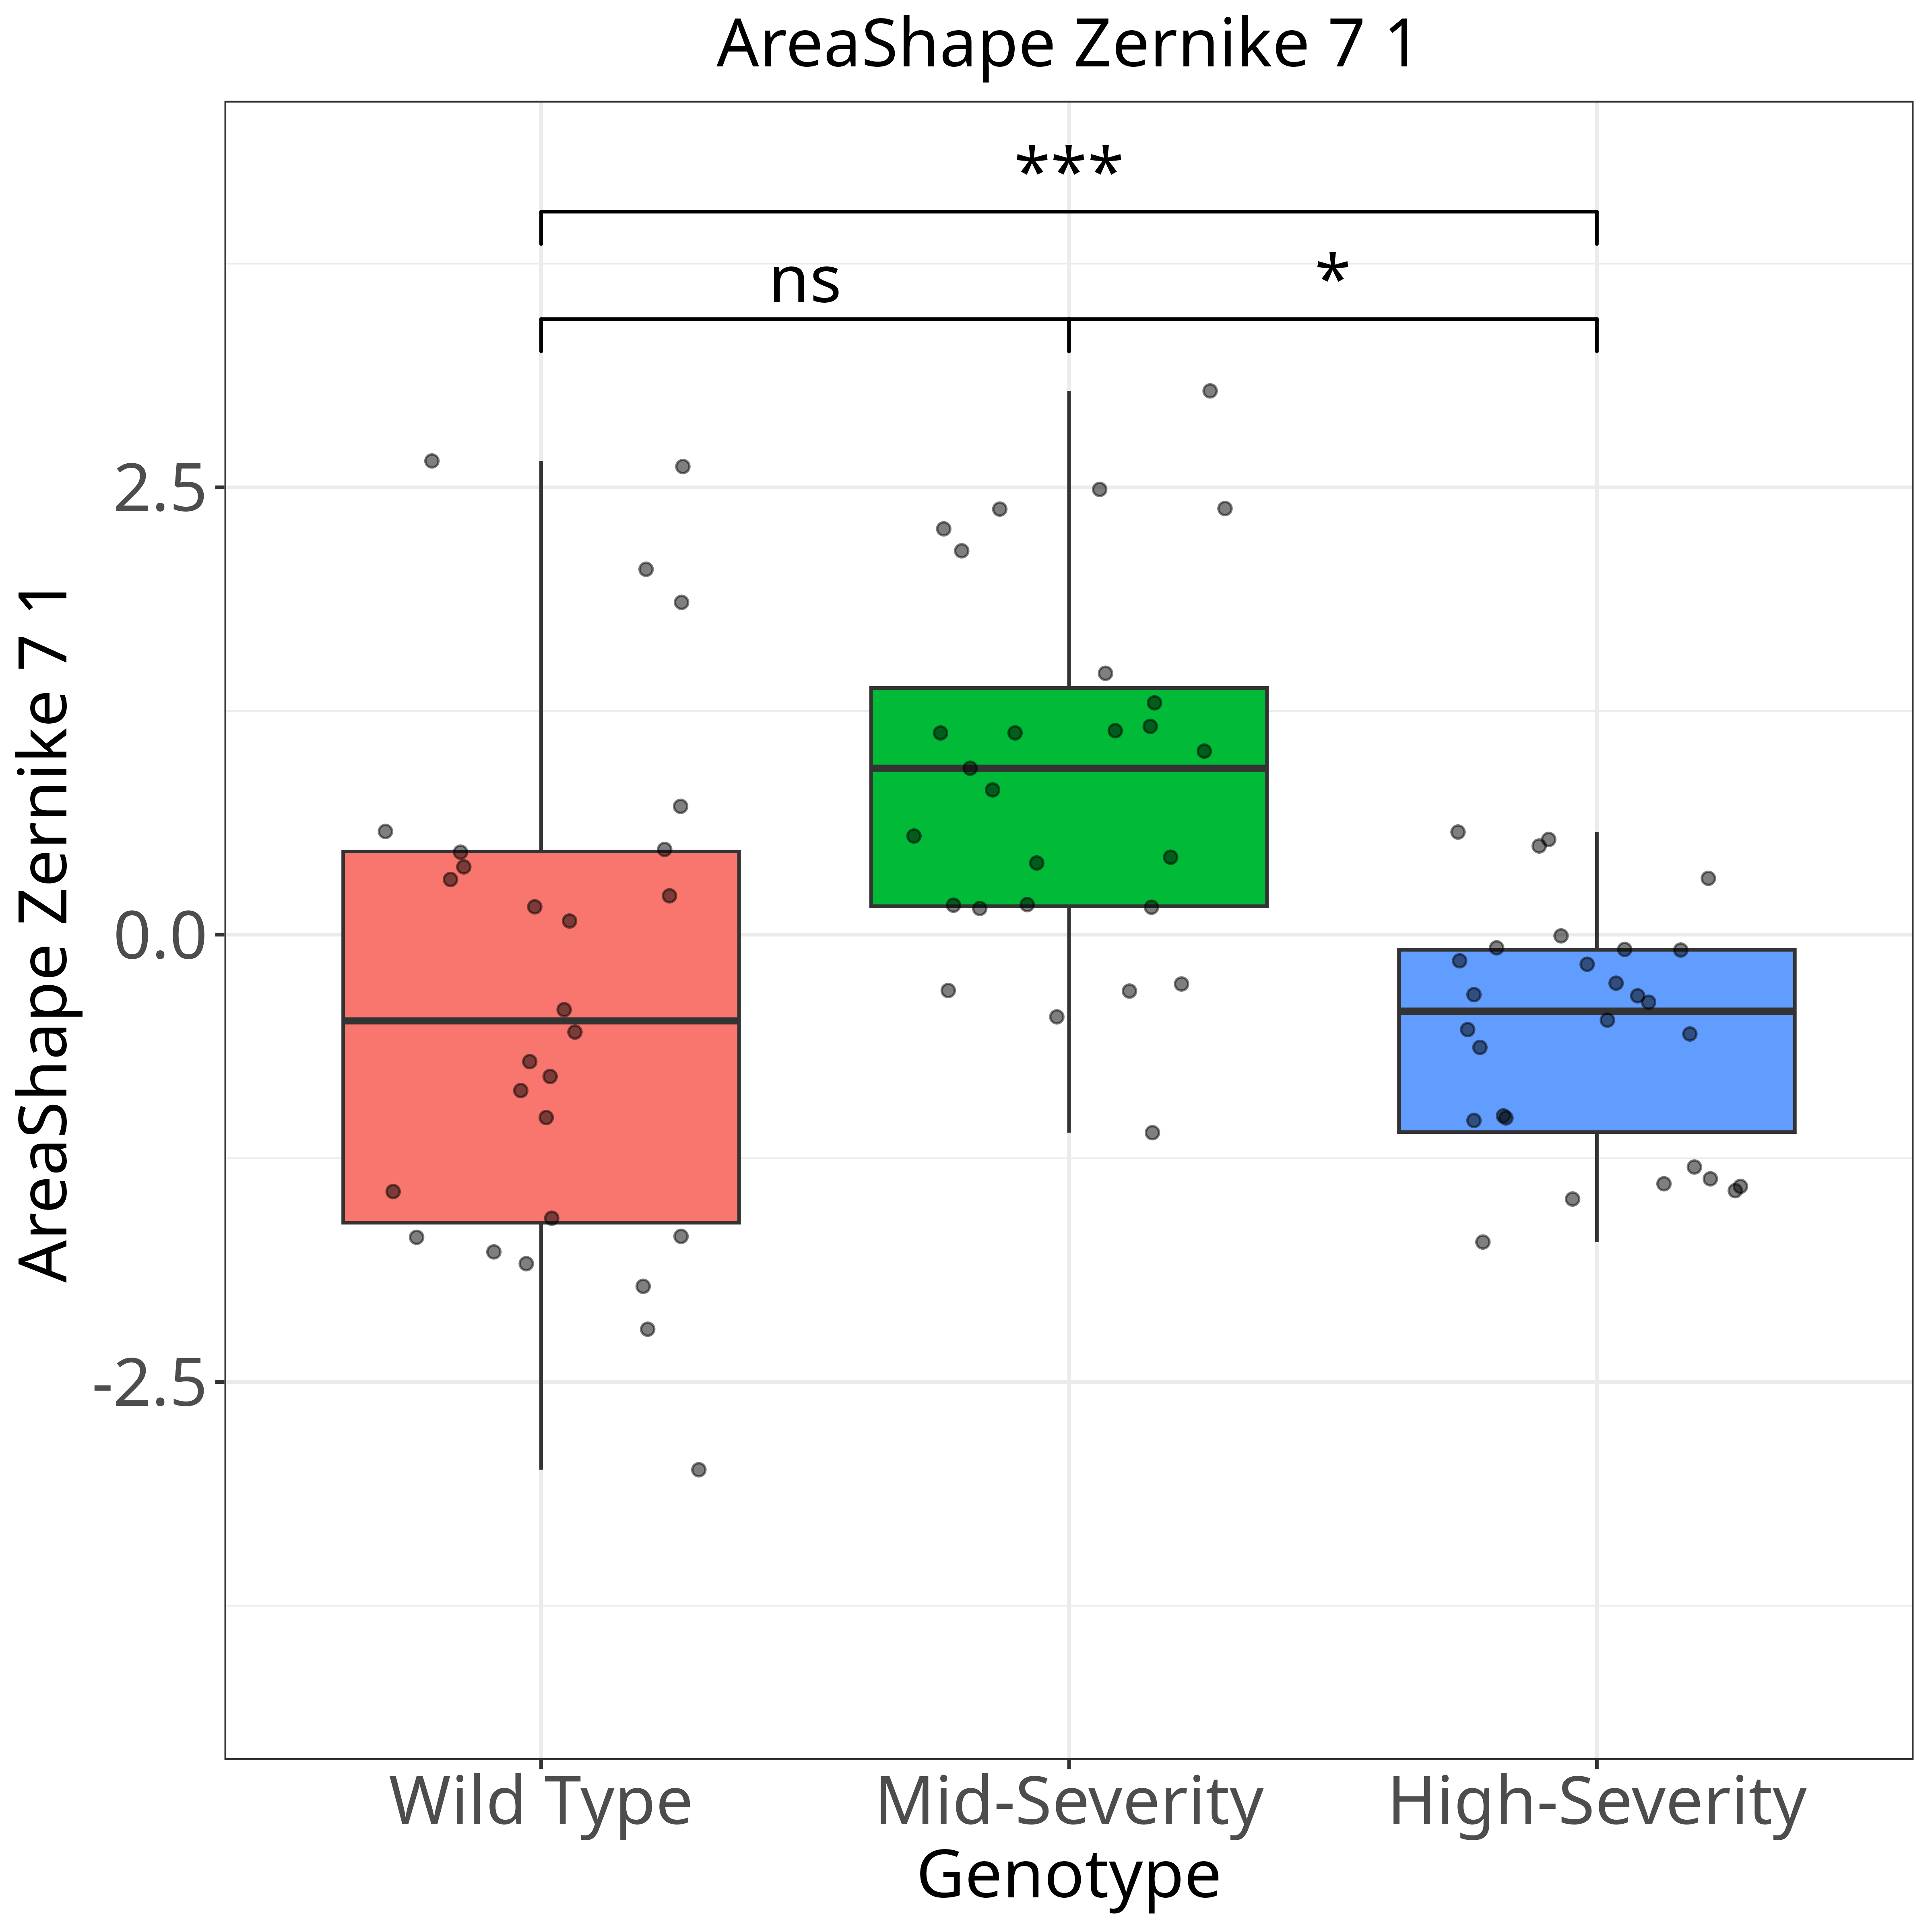 AreaShape Zernike 7 1
***
ns
*
AreaShape Zernike 7 1
2.5
0.0
-2.5
Wild Type
Mid-Severity
High-Severity
Genotype